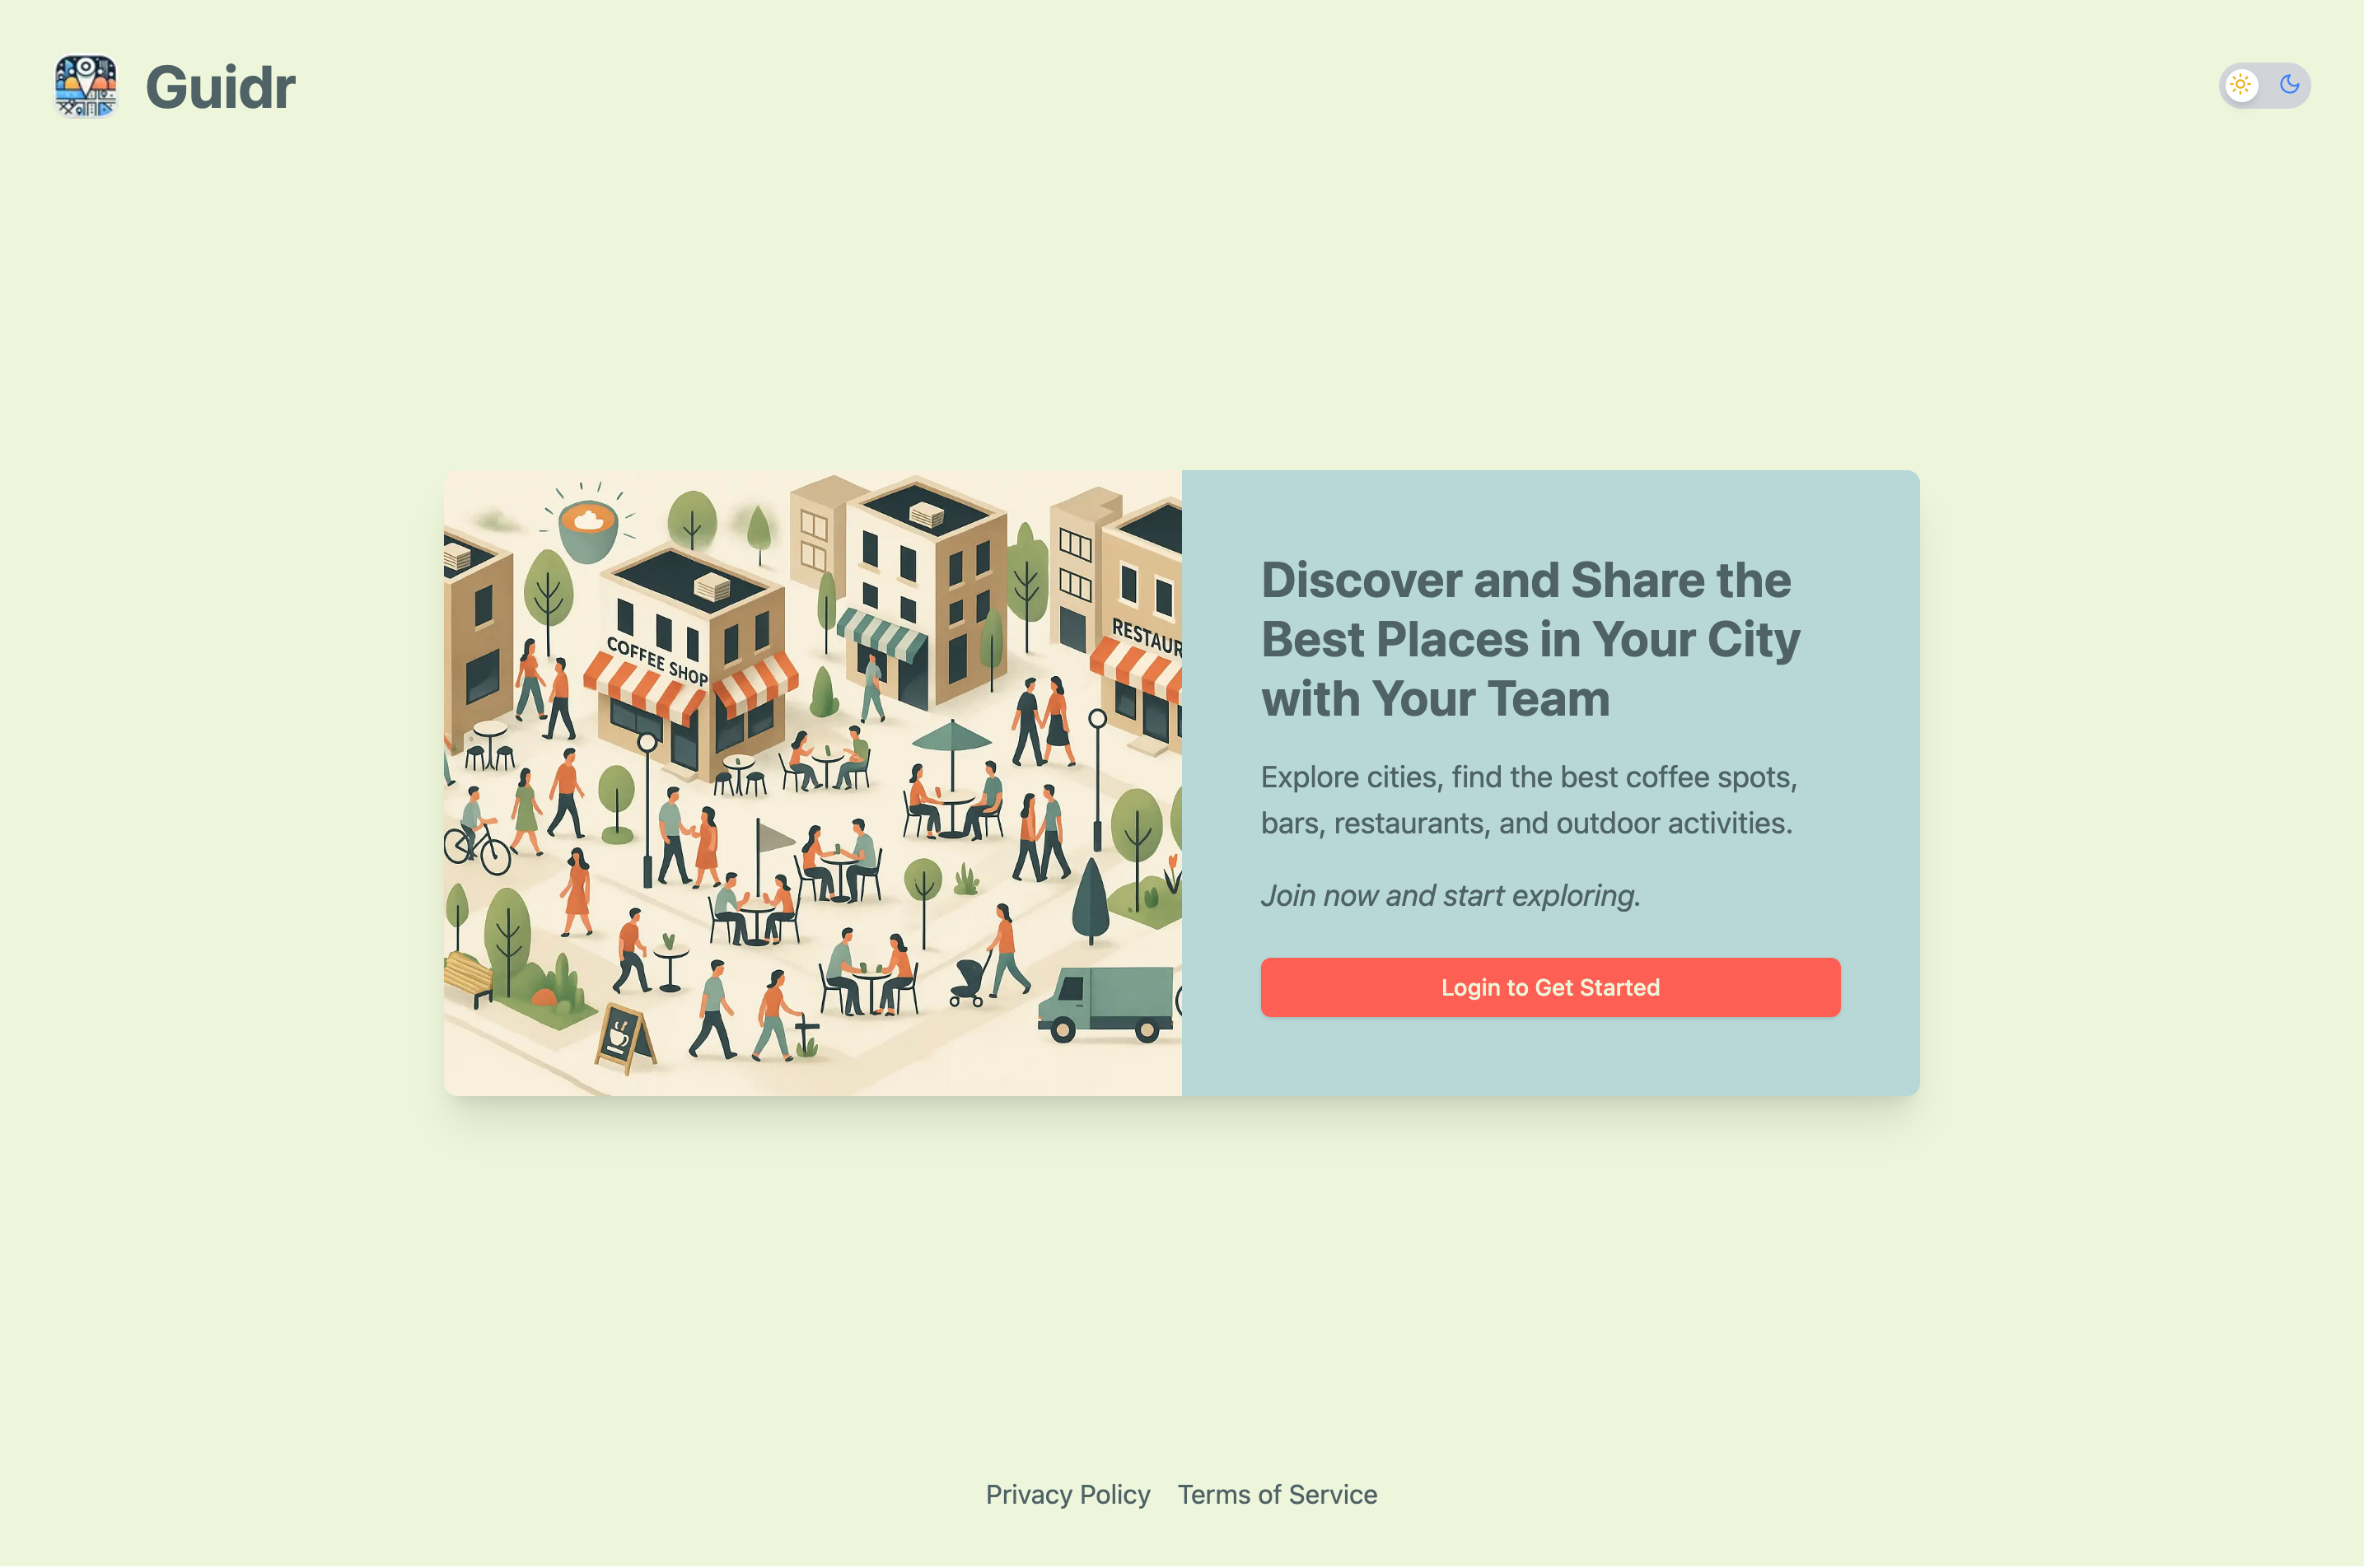 Guidr
COFFEE SHOP
RESTAUR
Discover and Share the
Best Places in Your City
with Your Team
Explore cities, find the best coffee spots,
bars, restaurants, and outdoor activities.
Join now and start exploring.
Login to Get Started
Privacy Policy Terms of Service